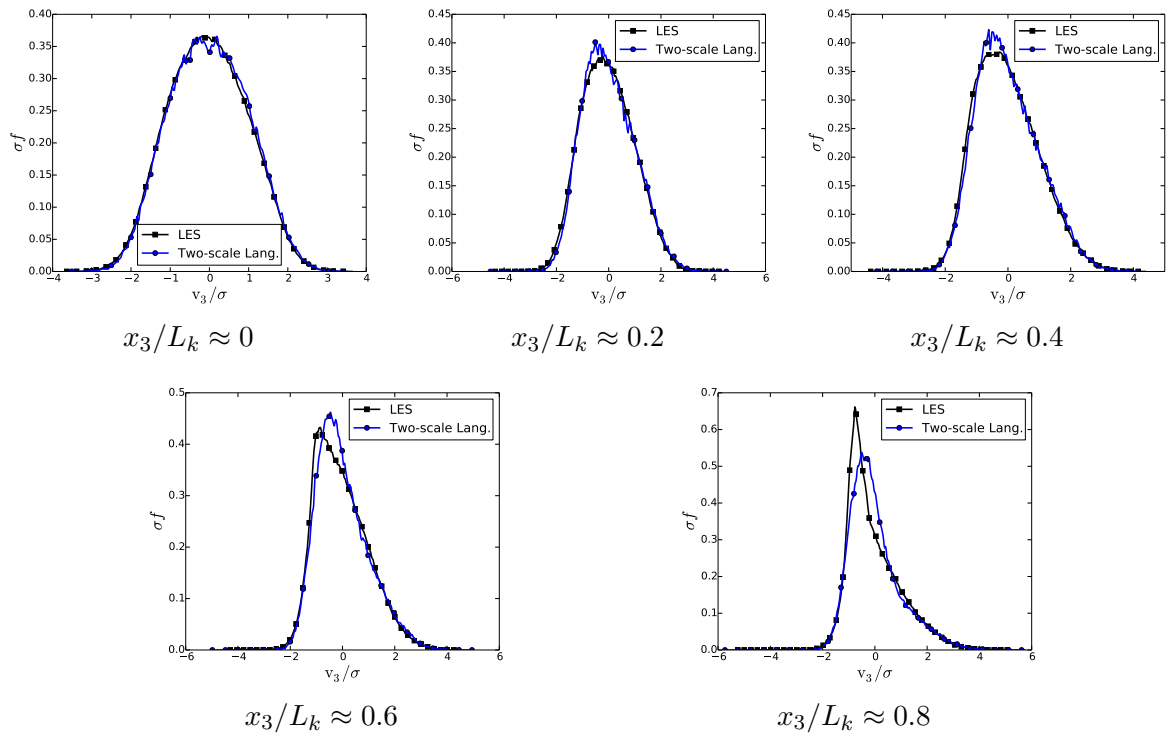 0.40
0.35
0.30
0.25
0.20
0.15
0.10
0.05
0.00
σf
LES
Two-scale Lang.
−4 −3 −2 −1 0 1 2 3 4
v₃/σ
x₃/Lₖ ≈ 0
0.45
0.40
0.35
0.30
0.25
0.20
0.15
0.10
0.05
0.00
σf
LES
Two-scale Lang.
−6 −4 −2 0 2 4 6
v₃/σ
x₃/Lₖ ≈ 0.2
0.45
0.40
0.35
0.30
0.25
0.20
0.15
0.10
0.05
0.00
σf
LES
Two-scale Lang.
−4 −2 0 2 4
v₃/σ
x₃/Lₖ ≈ 0.4
0.5
0.4
0.3
0.2
0.1
0.0
σf
LES
Two-scale Lang.
−6 −4 −2 0 2 4 6
v₃/σ
x₃/Lₖ ≈ 0.6
0.7
0.6
0.5
0.4
0.3
0.2
0.1
0.0
σf
LES
Two-scale Lang.
−6 −4 −2 0 2 4 6
v₃/σ
x₃/Lₖ ≈ 0.8